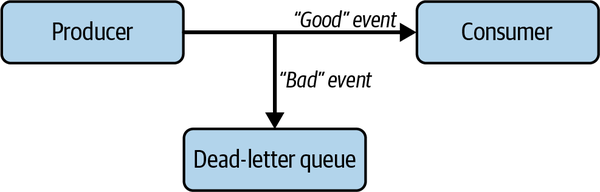 Producer
“Good” event
Consumer
“Bad” event
Dead-letter queue